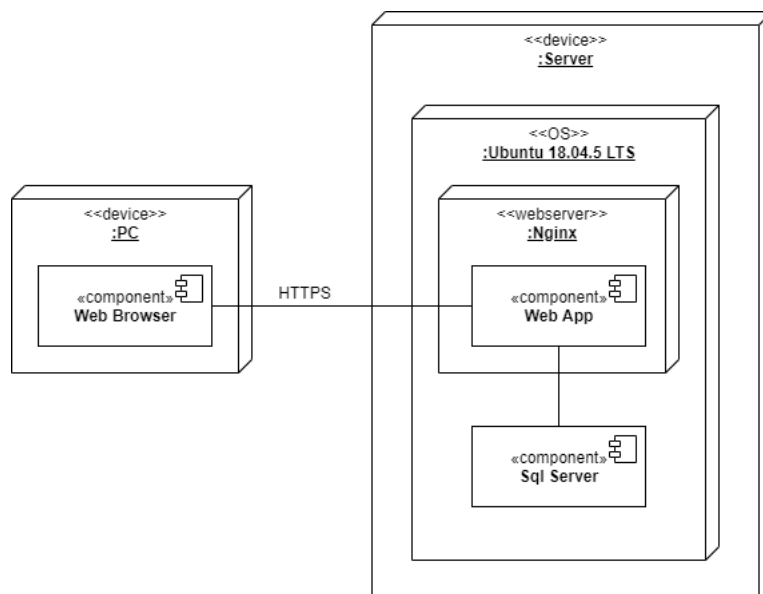 <<device>>
:Server
<<OS>>
:Ubuntu 18.04.5 LTS
<<device>>
:PC
<<webserver>>
:Nginx
«component»
Web Browser
HTTPS
«component»
Web App
«component»
Sql Server